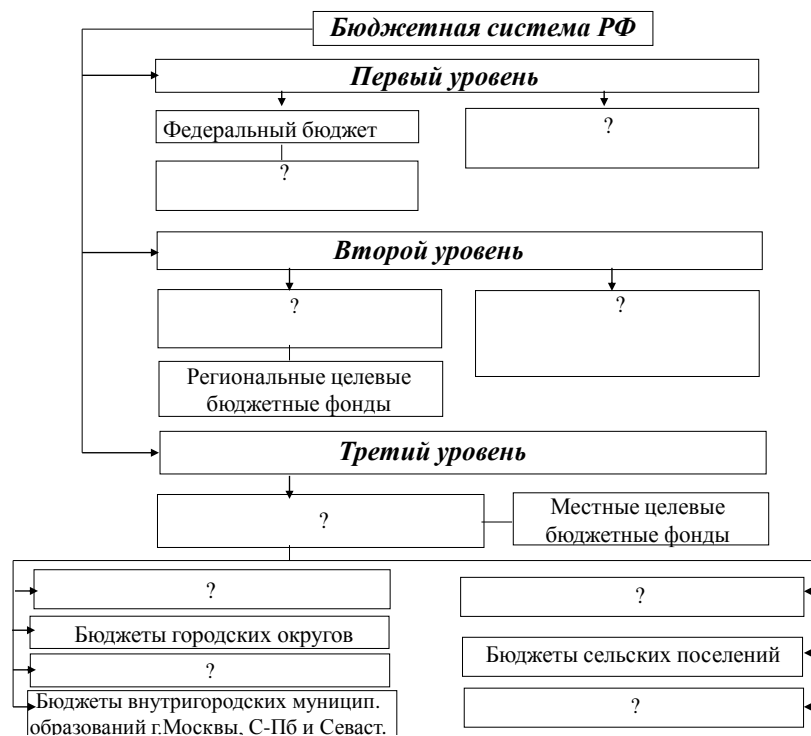 Бюджетная система РФ
Первый уровень
Федеральный бюджет
?
?
Второй уровень
?
?
Региональные целевые
бюджетные фонды
Третий уровень
?
Местные целевые
бюджетные фонды
?
?
Бюджеты городских округов
Бюджеты сельских поселений
?
Бюджеты внутригородских муницип.
образований г.Москвы, С-Пб и Севаст.
?